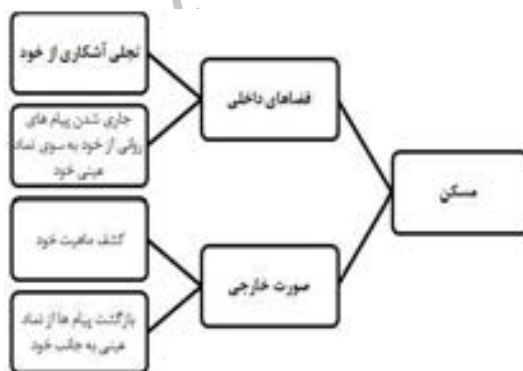 مسکن
فضاهای داخلی
تجلی آشکاری از خود
جاری شدن پیام های
روانی از خود به سوی نماد
عینی خود
صورت خارجی
کشف ماهیت خود
بازگشت پیام ها از نماد
عینی به جانب خود